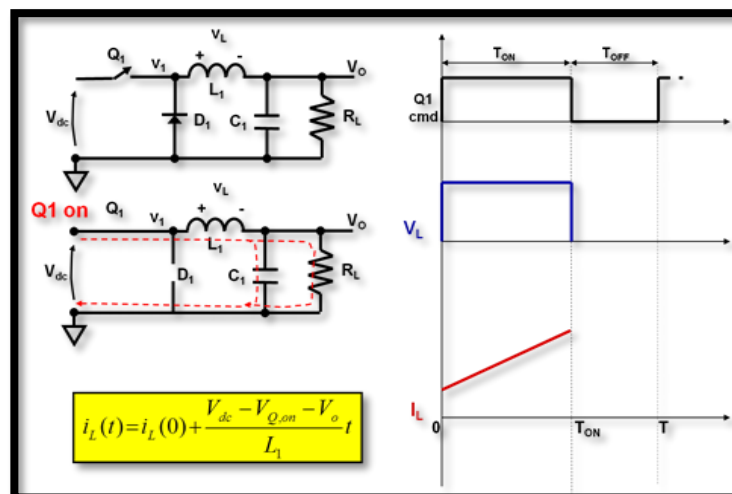 Q1
v1
+ vL -
L1
VO
Vdc
D1
C1
RL
Q1 on
Q1
v1
+ vL -
L1
VO
Vdc
D1
C1
RL
iL(t)=iL(0)+ (Vdc − VQ,on − Vo)/L1 t
TON
TOFF
Q1
cmd
VL
IL
0
TON
T